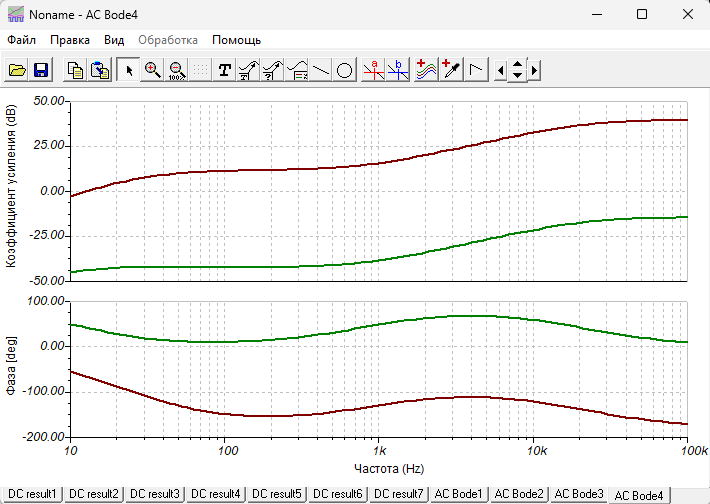 Noname - AC Bode4
Файл Правка Вид Обработка Помощь
100% T T ? = a b
Коэффициент усиления (dB)
50.00
25.00
0.00
-25.00
-50.00
Фаза [deg]
100.00
0.00
-100.00
-200.00
10 100 1k 10k 100k
Частота (Hz)
DC result1 DC result2 DC result3 DC result4 DC result5 DC result6 DC result7 AC Bode1 AC Bode2 AC Bode3 AC Bode4